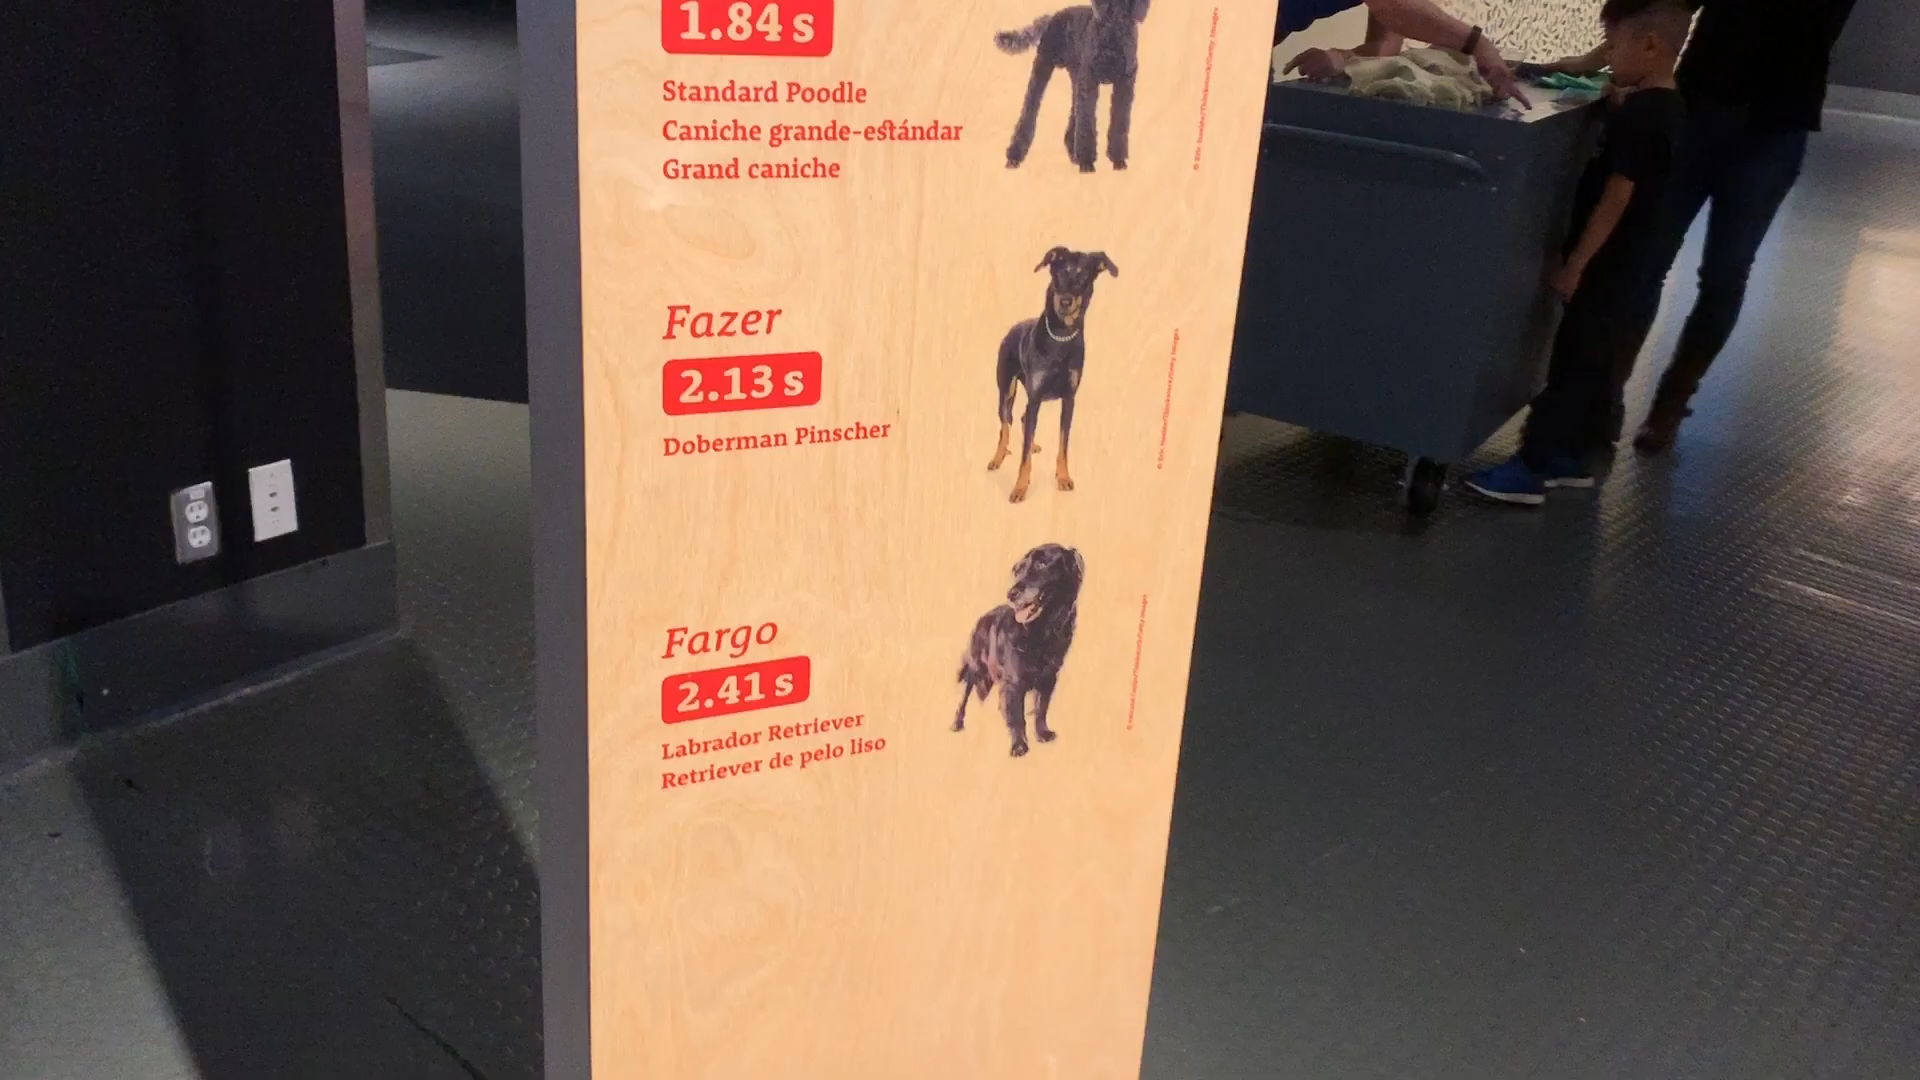 1.84 s
Standard Poodle
Caniche grande-estándar
Grand caniche
Fazer
2.13 s
Doberman Pinscher
Fargo
2.41 s
Labrador Retriever
Retriever de pelo liso